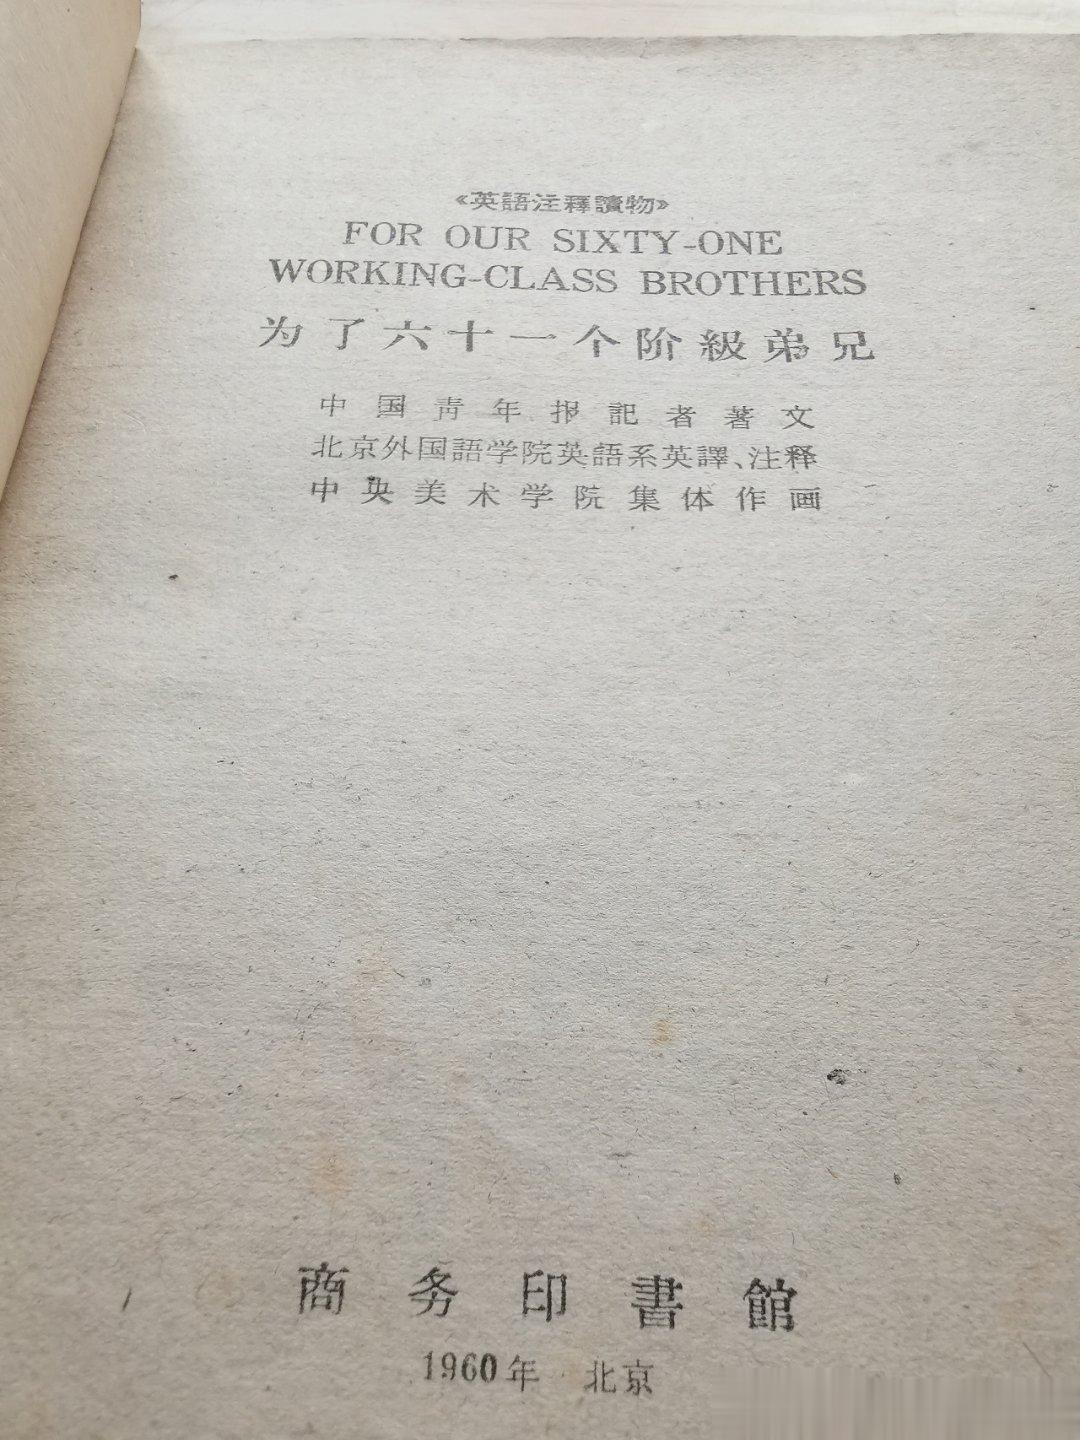 《英語注釋讀物》
FOR OUR SIXTY-ONE
WORKING-CLASS BROTHERS
为了六十一个阶級弟兄
中国青年报記者著文
北京外国語学院英語系英譯、注释
中央美术学院集体作画
商务印書館
1960年 北京